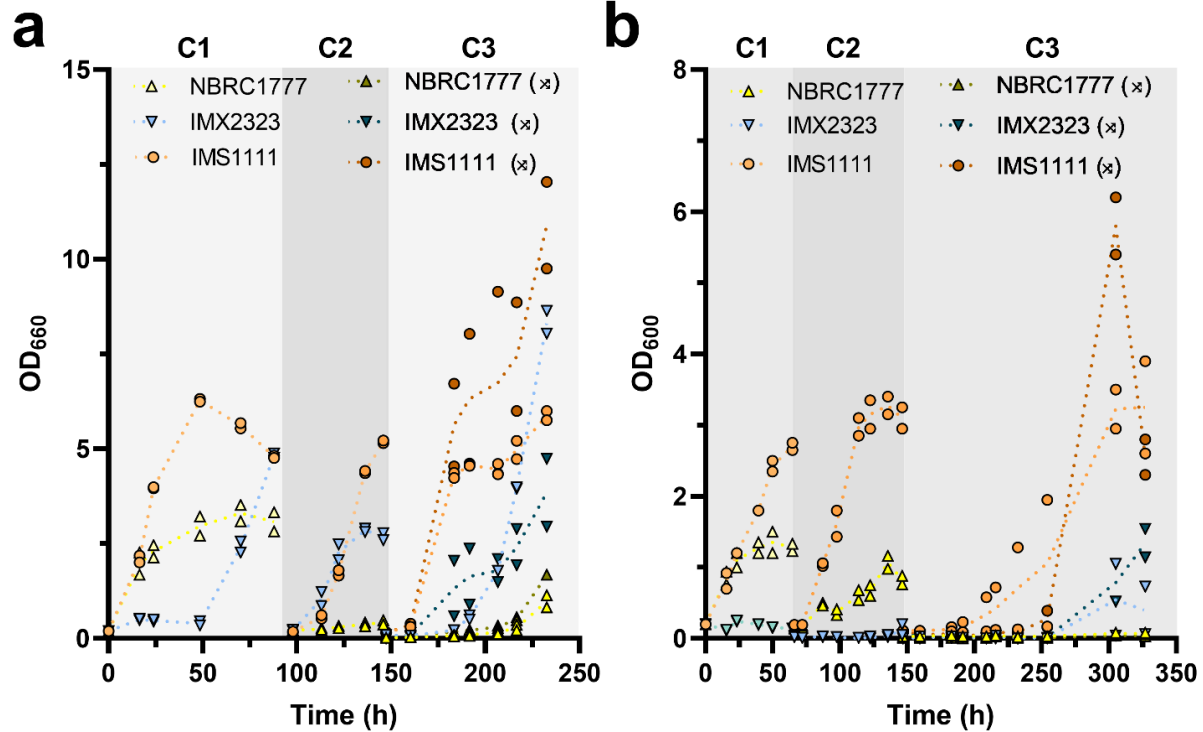 a
C1 C2 C3
NBRC1777
IMX2323
IMS1111
NBRC1777 (⤨)
IMX2323 (⤨)
IMS1111 (⤨)
15
10
5
0
OD660
0 50 100 150 200 250
Time (h)
b
C1 C2 C3
NBRC1777
IMX2323
IMS1111
NBRC1777 (⤨)
IMX2323 (⤨)
IMS1111 (⤨)
8
6
4
2
0
OD600
0 50 100 150 200 250 300 350
Time (h)